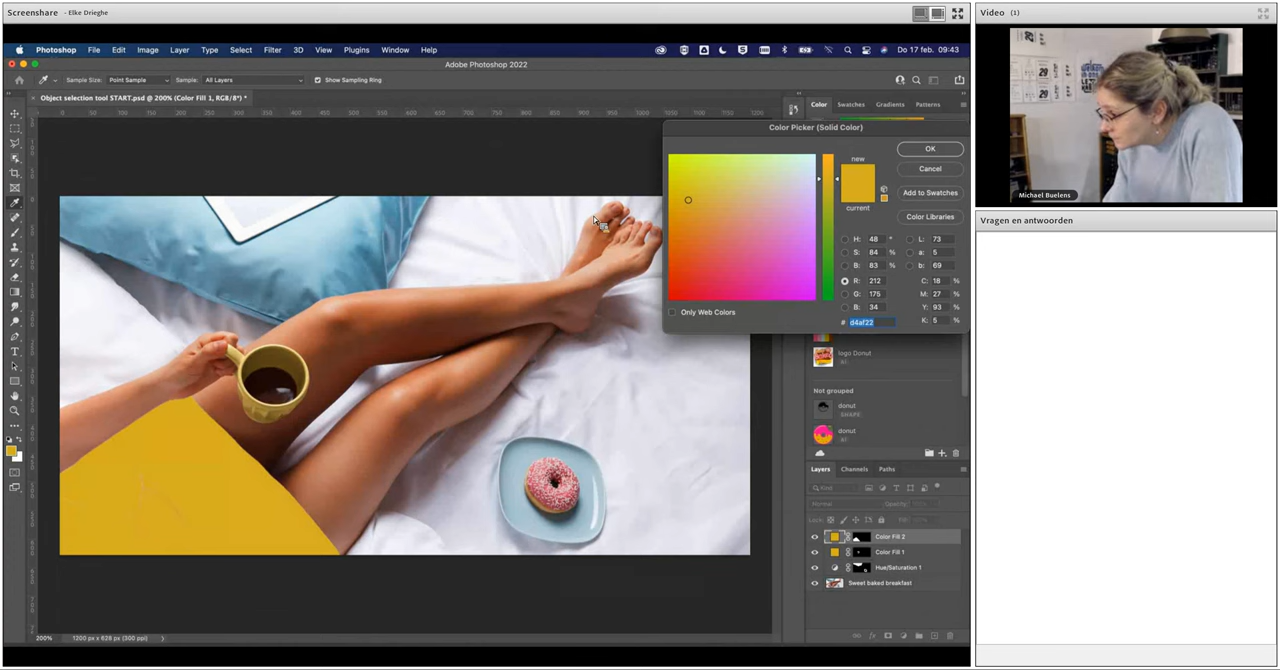 Screenshare - Elke Drieghe
Photoshop File Edit Image Layer Type Select Filter 3D View Plugins Window Help
Do 17 feb. 09:43
Adobe Photoshop 2022
Sample Size: Point Sample Sample: All Layers Show Sampling Ring
Object selection tool START.psd @ 200% (Color Fill 1, RGB/8*) *
Color Swatches Gradients Patterns
Color Picker (Solid Color)
new
current
OK
Cancel
Add to Swatches
Color Libraries
H: 48 °
S: 84 %
B: 83 %
R: 212
G: 175
B: 34
# d4af22
L: 73
a: 5
b: 69
C: 18 %
M: 27 %
Y: 93 %
K: 5 %
Only Web Colors
logo Donut
Not grouped
donut
donut
Layers Channels Paths
Kind
Normal
Opacity:
Lock: Fill:
Color Fill 2
Color Fill 1
Hue/Saturation 1
Sweet baked breakfast
200% 1200 px x 628 px (300 ppi)
Video (1)
Michael Buelens
Vragen en antwoorden